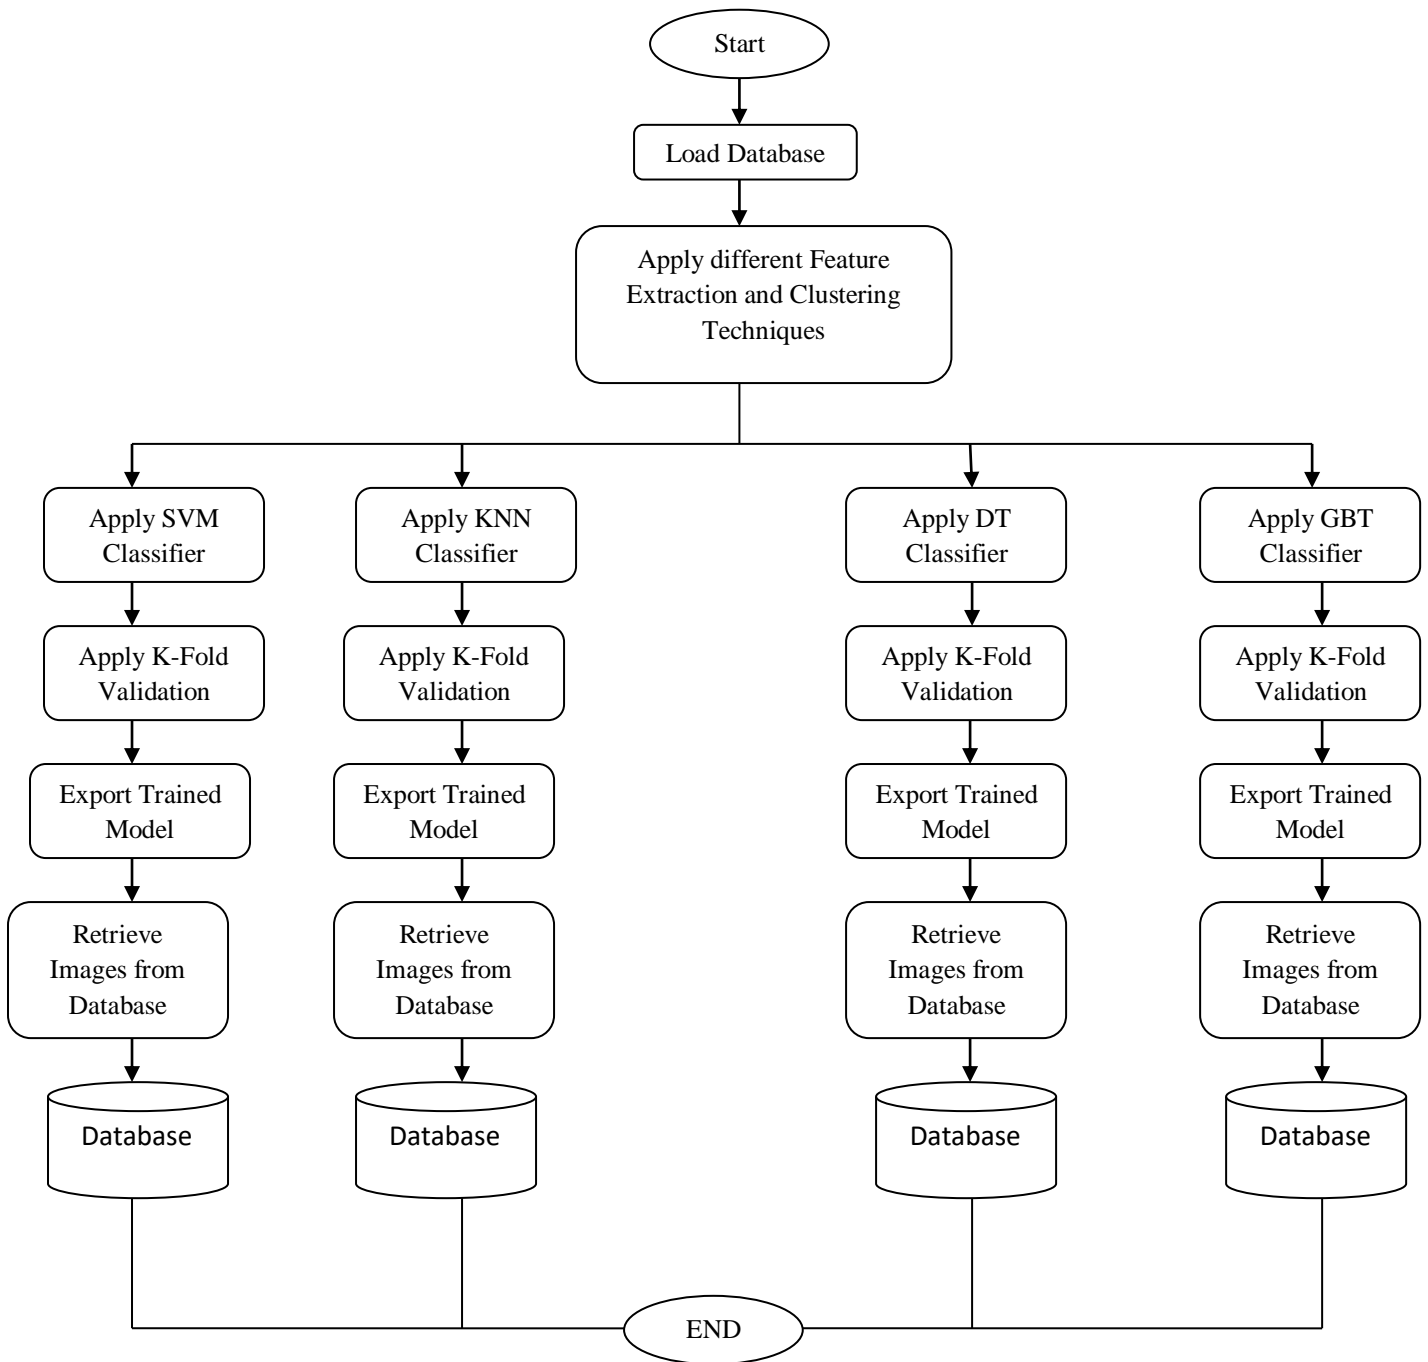 Start
Load Database
Apply different Feature
Extraction and Clustering
Techniques
Apply SVM
Classifier
Apply KNN
Classifier
Apply DT
Classifier
Apply GBT
Classifier
Apply K-Fold
Validation
Apply K-Fold
Validation
Apply K-Fold
Validation
Apply K-Fold
Validation
Export Trained
Model
Export Trained
Model
Export Trained
Model
Export Trained
Model
Retrieve
Images from
Database
Retrieve
Images from
Database
Retrieve
Images from
Database
Retrieve
Images from
Database
Database
Database
Database
Database
END